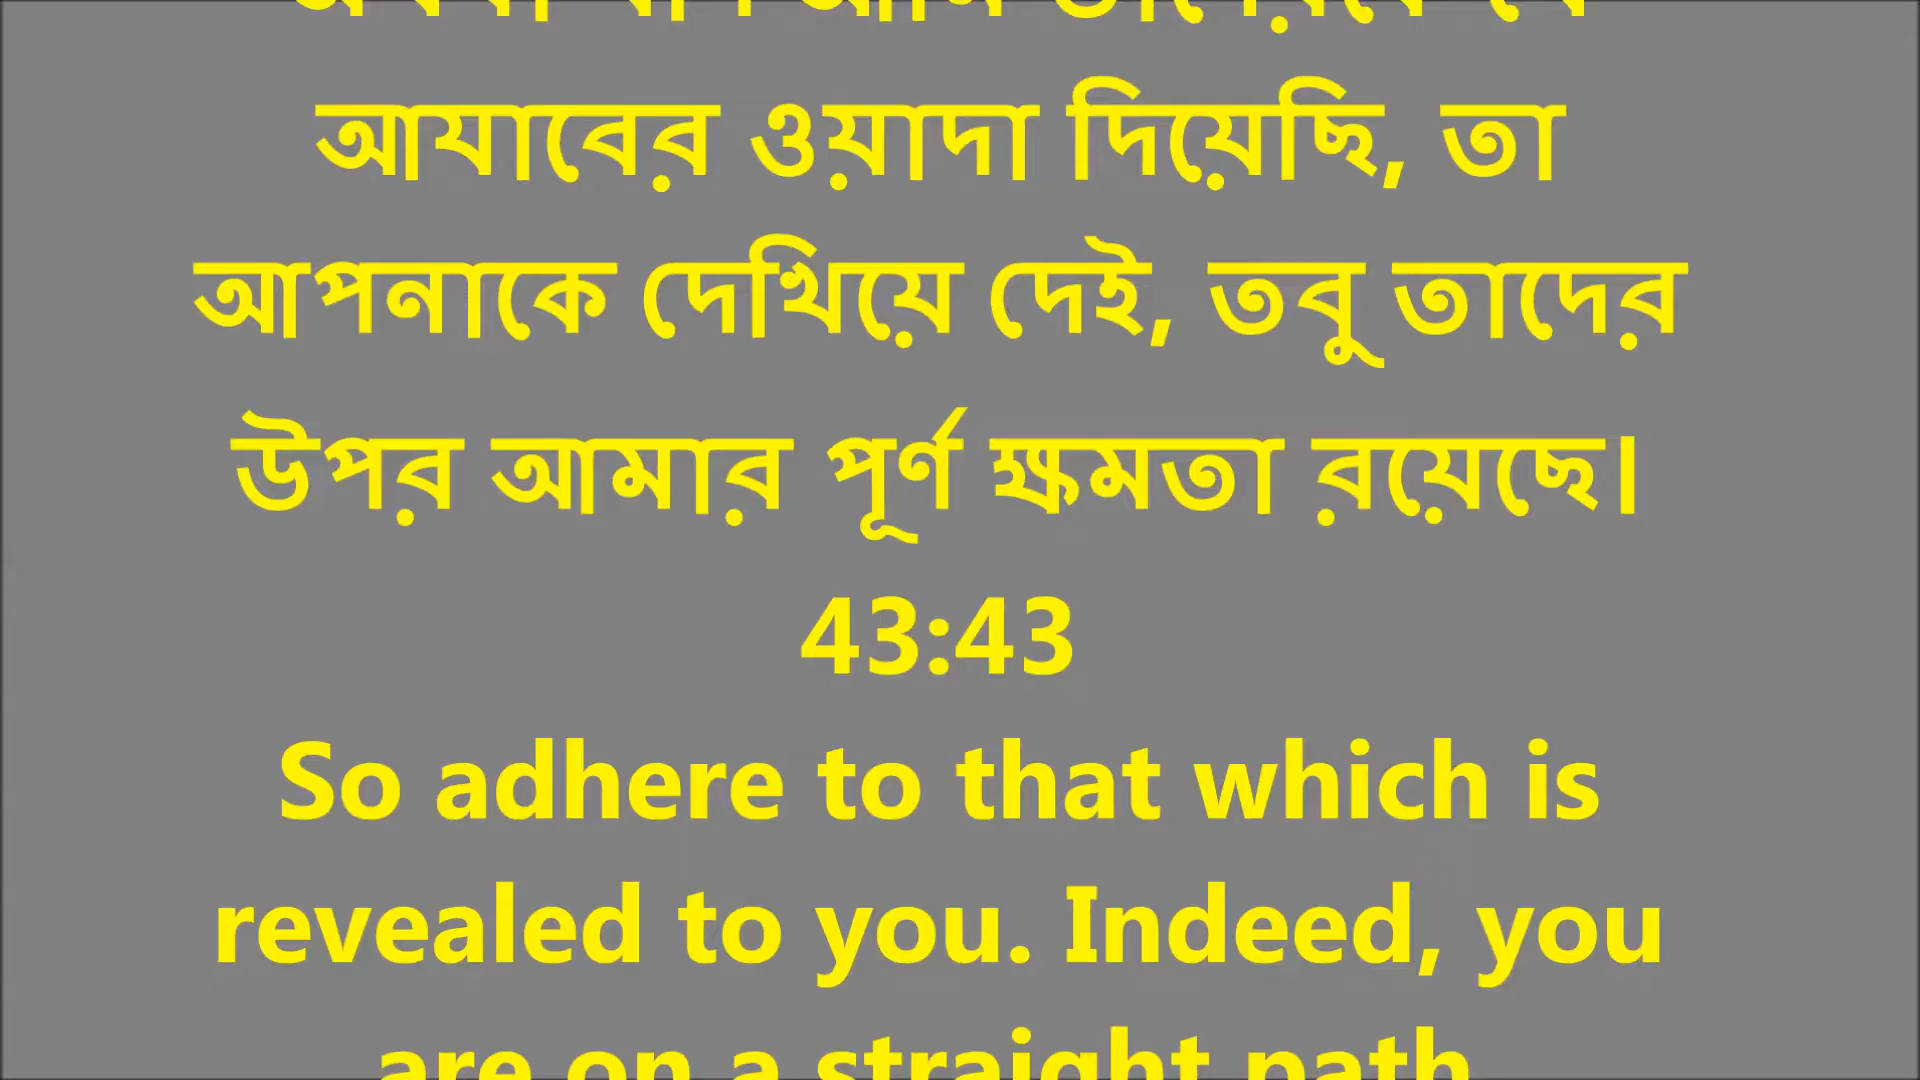 আযাবের ওয়াদা দিয়েছি, তা
আপনাকে দেখিয়ে দেই, তবু তাদের
উপর আমার পূর্ণ ক্ষমতা রয়েছে।
43:43
So adhere to that which is
revealed to you. Indeed, you
are on a straight path